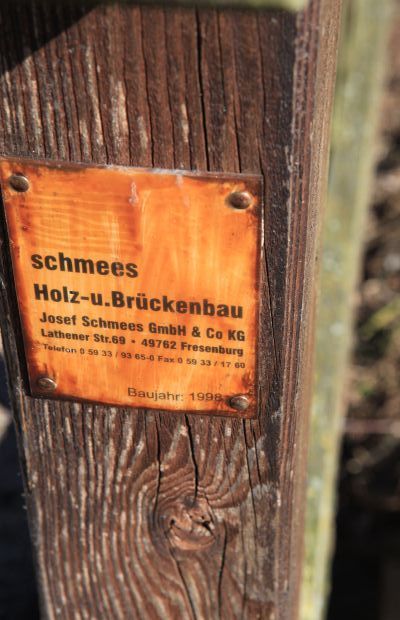 schmees
Holz-u.Brückenbau
Josef Schmees GmbH & Co KG
Lathener Str.69 • 49762 Fresenburg
Telefon 0 59 33 / 93 65-0 Fax 0 59 33 / 17 60
Baujahr: 1998